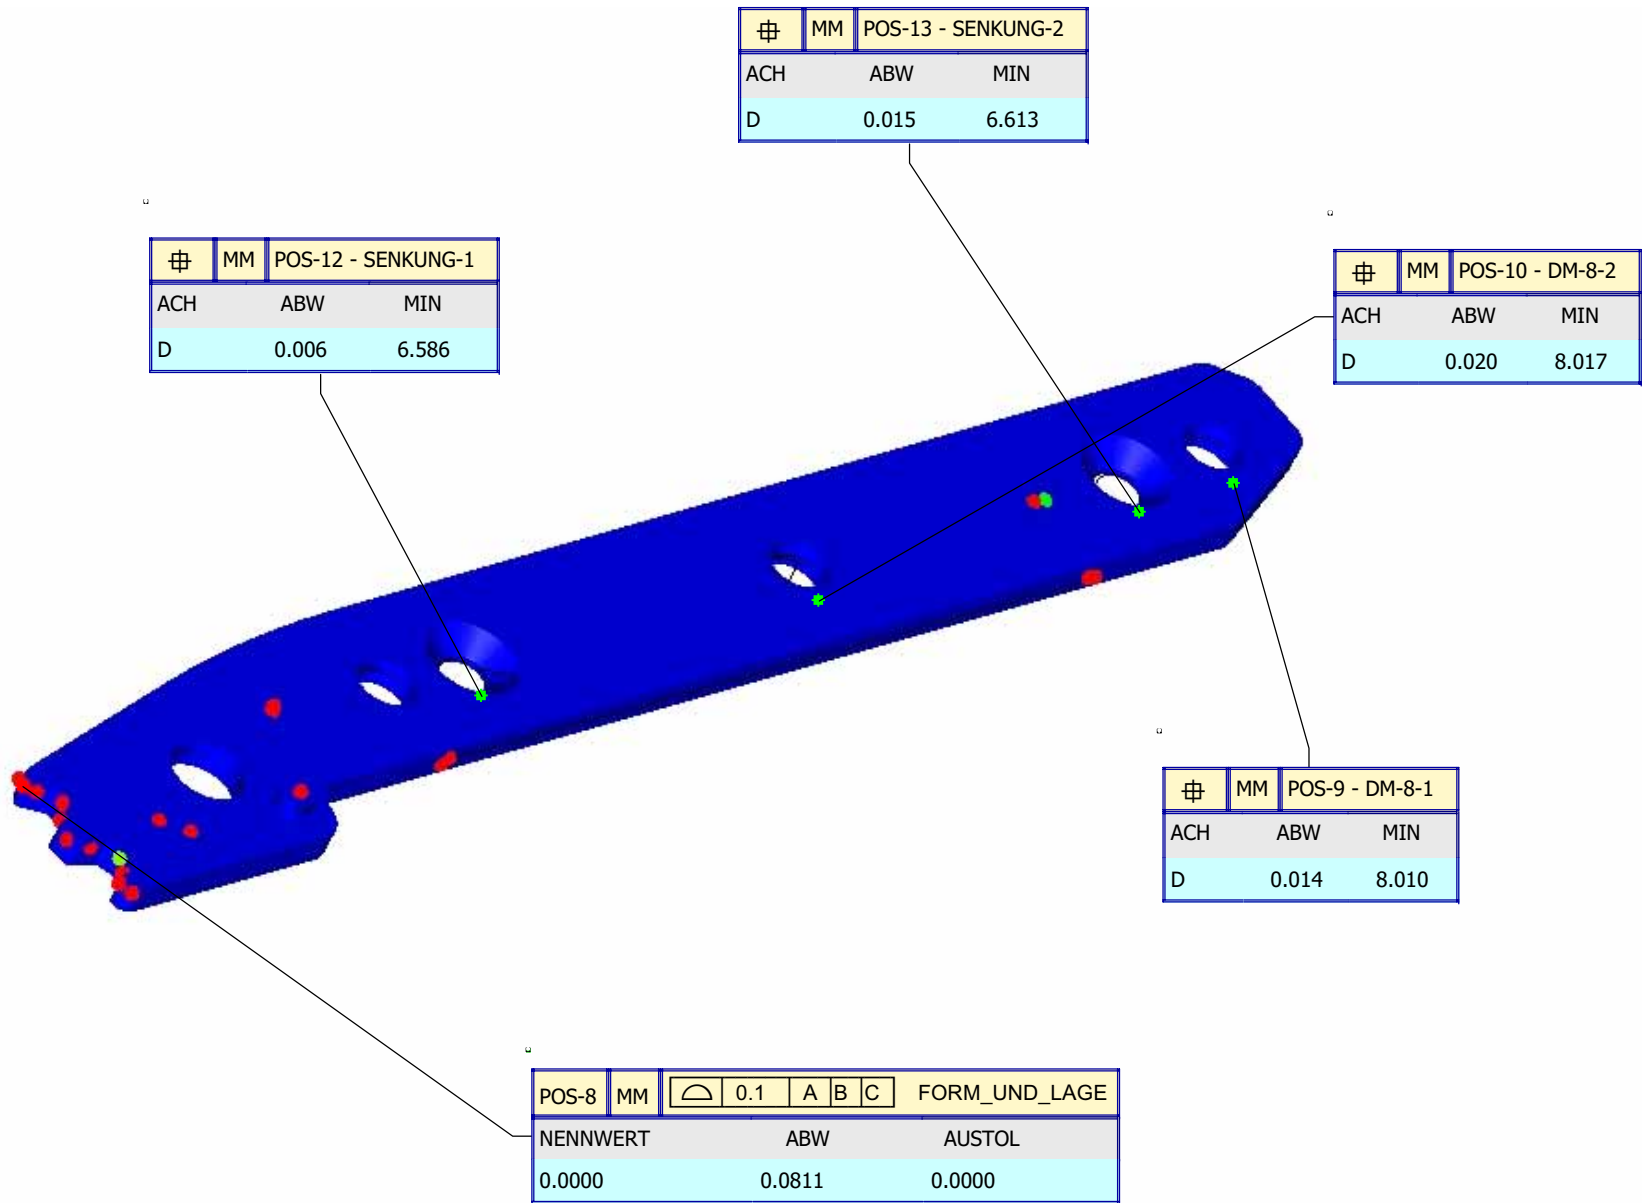 MM POS-13 - SENKUNG-2
ACH ABW MIN
D 0.015 6.613
MM POS-12 - SENKUNG-1
ACH ABW MIN
D 0.006 6.586
MM POS-10 - DM-8-2
ACH ABW MIN
D 0.020 8.017
MM POS-9 - DM-8-1
ACH ABW MIN
D 0.014 8.010
POS-8 MM 0.1 A B C FORM_UND_LAGE
NENNWERT ABW AUSTOL
0.0000 0.0811 0.0000